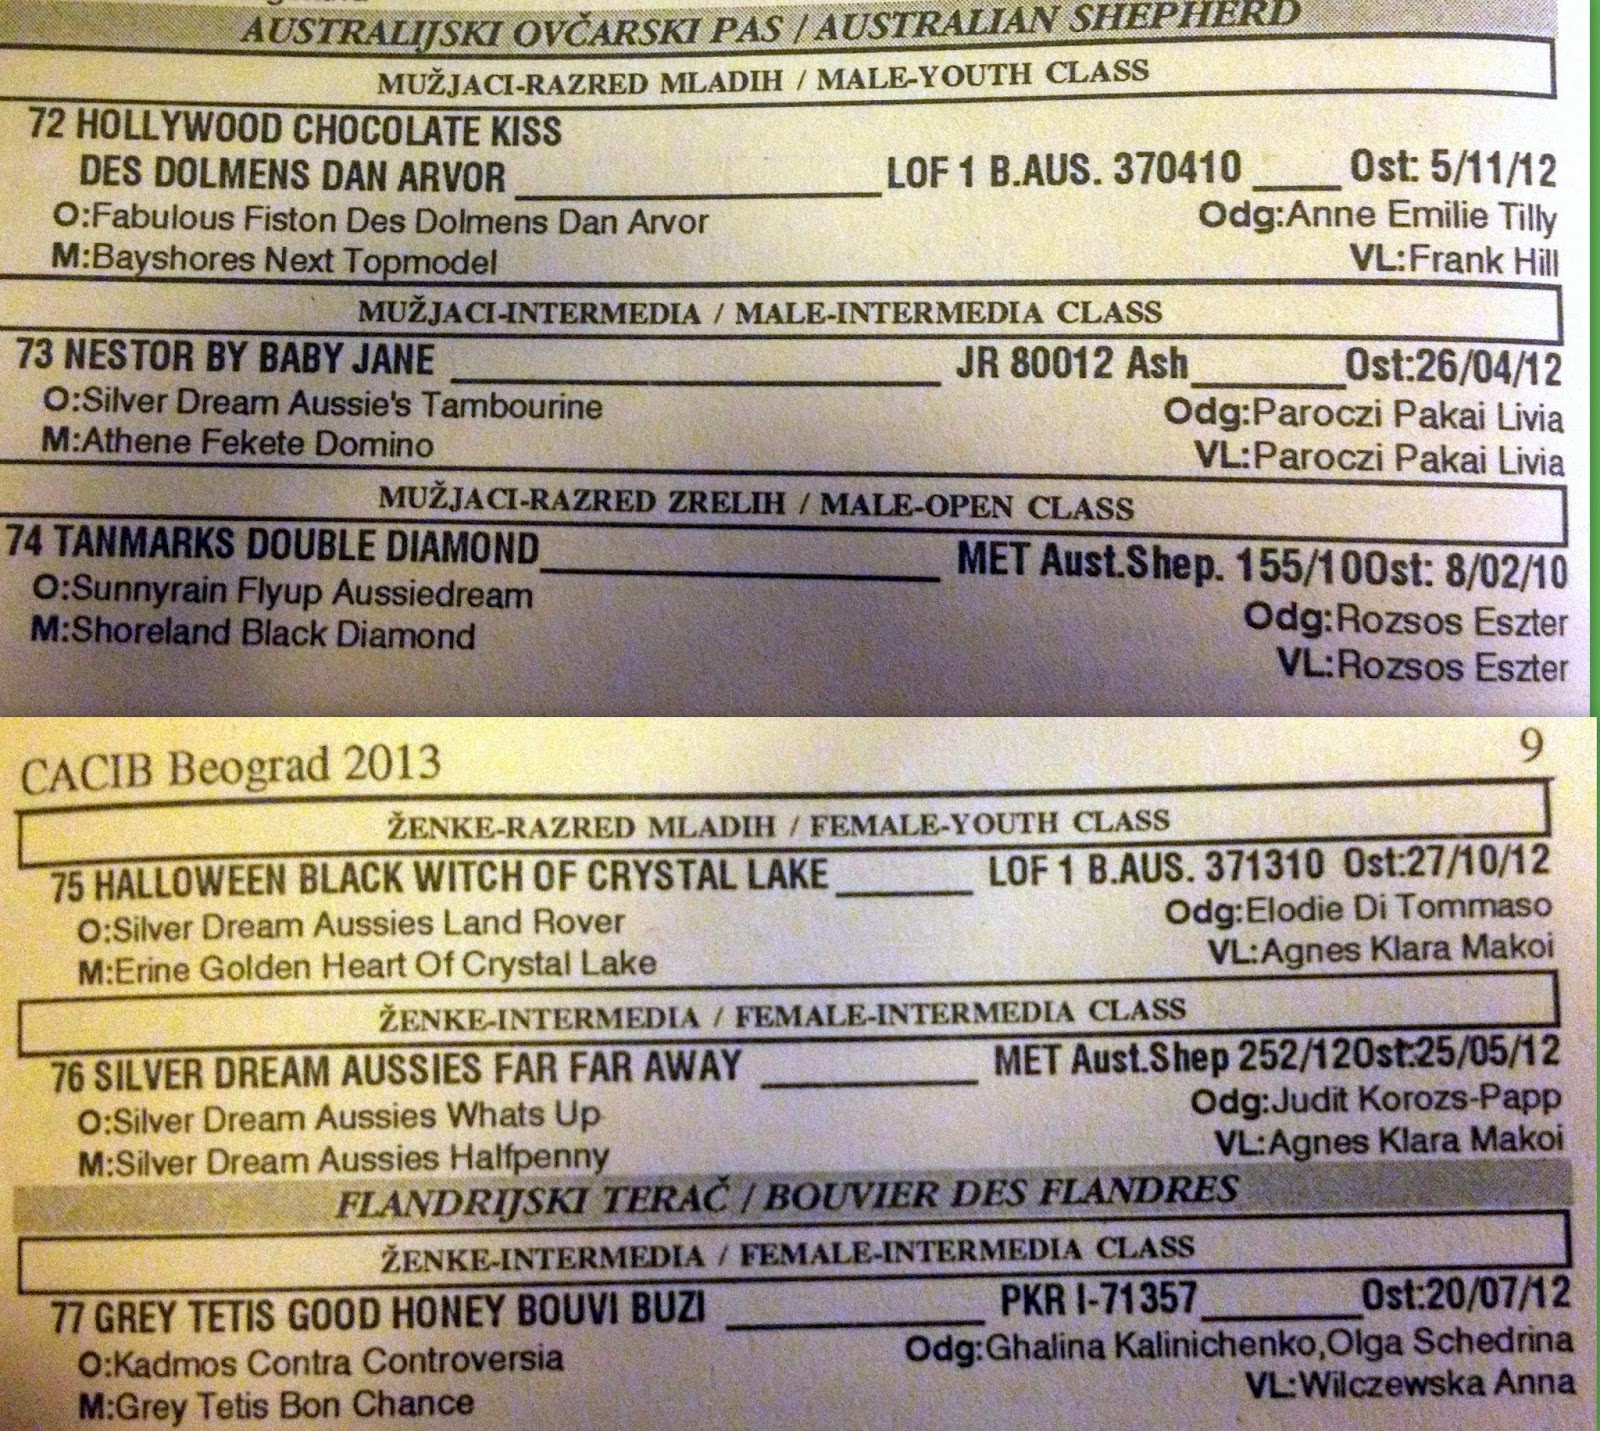 AUSTRALIJSKI OVČARSKI PAS / AUSTRALIAN SHEPHERD
MUŽJACI-RAZRED MLADIH / MALE-YOUTH CLASS
72 HOLLYWOOD CHOCOLATE KISS
DES DOLMENS DAN ARVOR LOF 1 B.AUS. 370410 Ost: 5/11/12
O:Fabulous Fiston Des Dolmens Dan Arvor Odg:Anne Emilie Tilly
M:Bayshores Next Topmodel VL:Frank Hill
MUŽJACI-INTERMEDIA / MALE-INTERMEDIA CLASS
73 NESTOR BY BABY JANE JR 80012 Ash Ost:26/04/12
O:Silver Dream Aussie's Tambourine Odg:Paroczi Pakai Livia
M:Athene Fekete Domino VL:Paroczi Pakai Livia
MUŽJACI-RAZRED ZRELIH / MALE-OPEN CLASS
74 TANMARKS DOUBLE DIAMOND MET Aust.Shep. 155/10Ost: 8/02/10
O:Sunnyrain Flyup Aussiedream Odg:Rozsos Eszter
M:Shoreland Black Diamond VL:Rozsos Eszter
CACIB Beograd 2013 9
ŽENKE-RAZRED MLADIH / FEMALE-YOUTH CLASS
75 HALLOWEEN BLACK WITCH OF CRYSTAL LAKE LOF 1 B.AUS. 371310 Ost:27/10/12
O:Silver Dream Aussies Land Rover Odg:Elodie Di Tommaso
M:Erine Golden Heart Of Crystal Lake VL:Agnes Klara Makoi
ŽENKE-INTERMEDIA / FEMALE-INTERMEDIA CLASS
76 SILVER DREAM AUSSIES FAR FAR AWAY MET Aust.Shep 252/12Ost:25/05/12
O:Silver Dream Aussies Whats Up Odg:Judit Korozs-Papp
M:Silver Dream Aussies Halfpenny VL:Agnes Klara Makoi
FLANDRIJSKI TERAČ / BOUVIER DES FLANDRES
ŽENKE-INTERMEDIA / FEMALE-INTERMEDIA CLASS
77 GREY TETIS GOOD HONEY BOUVI BUZI PKR I-71357 Ost:20/07/12
O:Kadmos Contra Controversia Odg:Ghalina Kalinichenko,Olga Schedrina
M:Grey Tetis Bon Chance VL:Wilczewska Anna